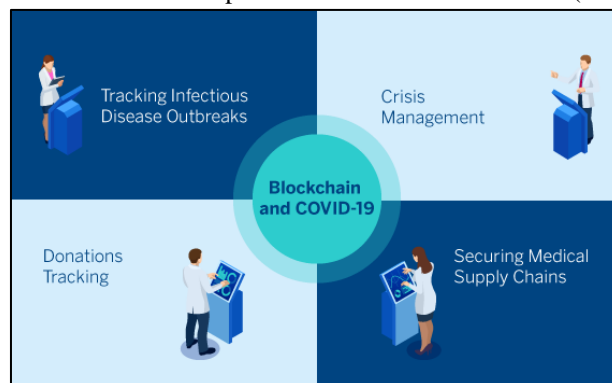 Tracking Infectious
Disease Outbreaks
Crisis
Management
Blockchain
and COVID-19
Donations
Tracking
Securing Medical
Supply Chains